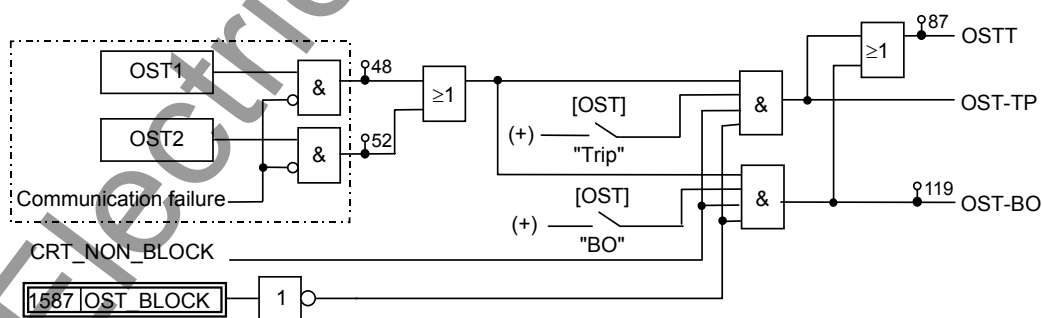 OST1
&
48
≥1
OST2
&
52
Communication failure
[OST]
(+)
"Trip"
&
[OST]
(+)
"BO"
&
≥1
87
OSTT
OST-TP
119
OST-BO
CRT_NON_BLOCK
1587 OST_BLOCK
1
Electric